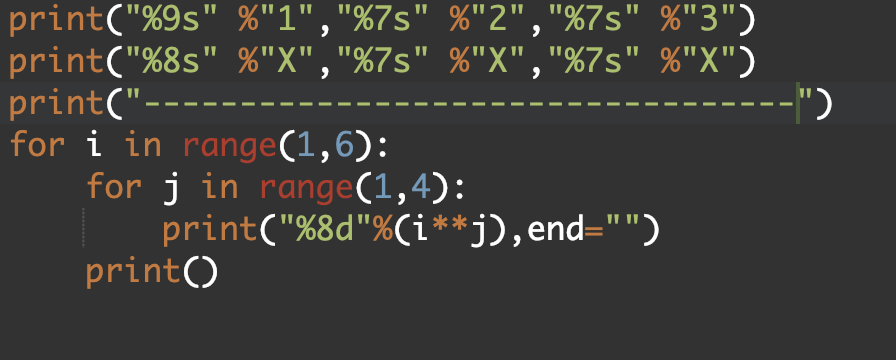 print("%9s" %"1","%7s" %"2","%7s" %"3")
print("%8s" %"X","%7s" %"X","%7s" %"X")
print("----------------------------------")
for i in range(1,6):
    for j in range(1,4):
        print("%8d"%(i**j),end="")
    print()